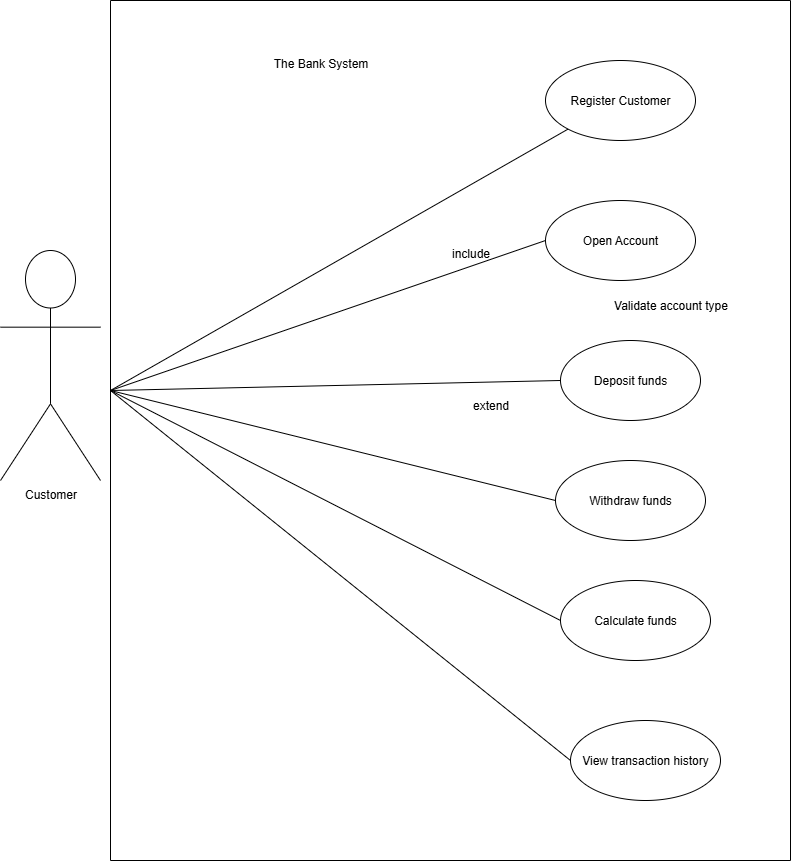 The Bank System
Register Customer
Open Account
include
Validate account type
Deposit funds
extend
Withdraw funds
Customer
Calculate funds
View transaction history